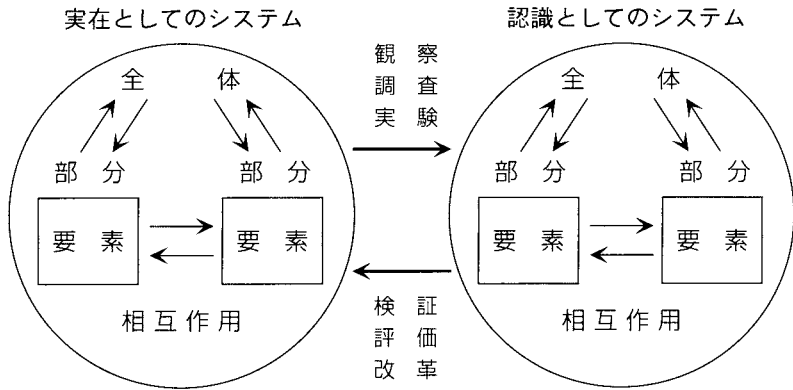 実在としてのシステム
全 体
部 分 部 分
要 素 要 素
相互作用
観 察
調 査
実 験
検 証
評 価
改 革
認識としてのシステム
全 体
部 分 部 分
要 素 要 素
相互作用